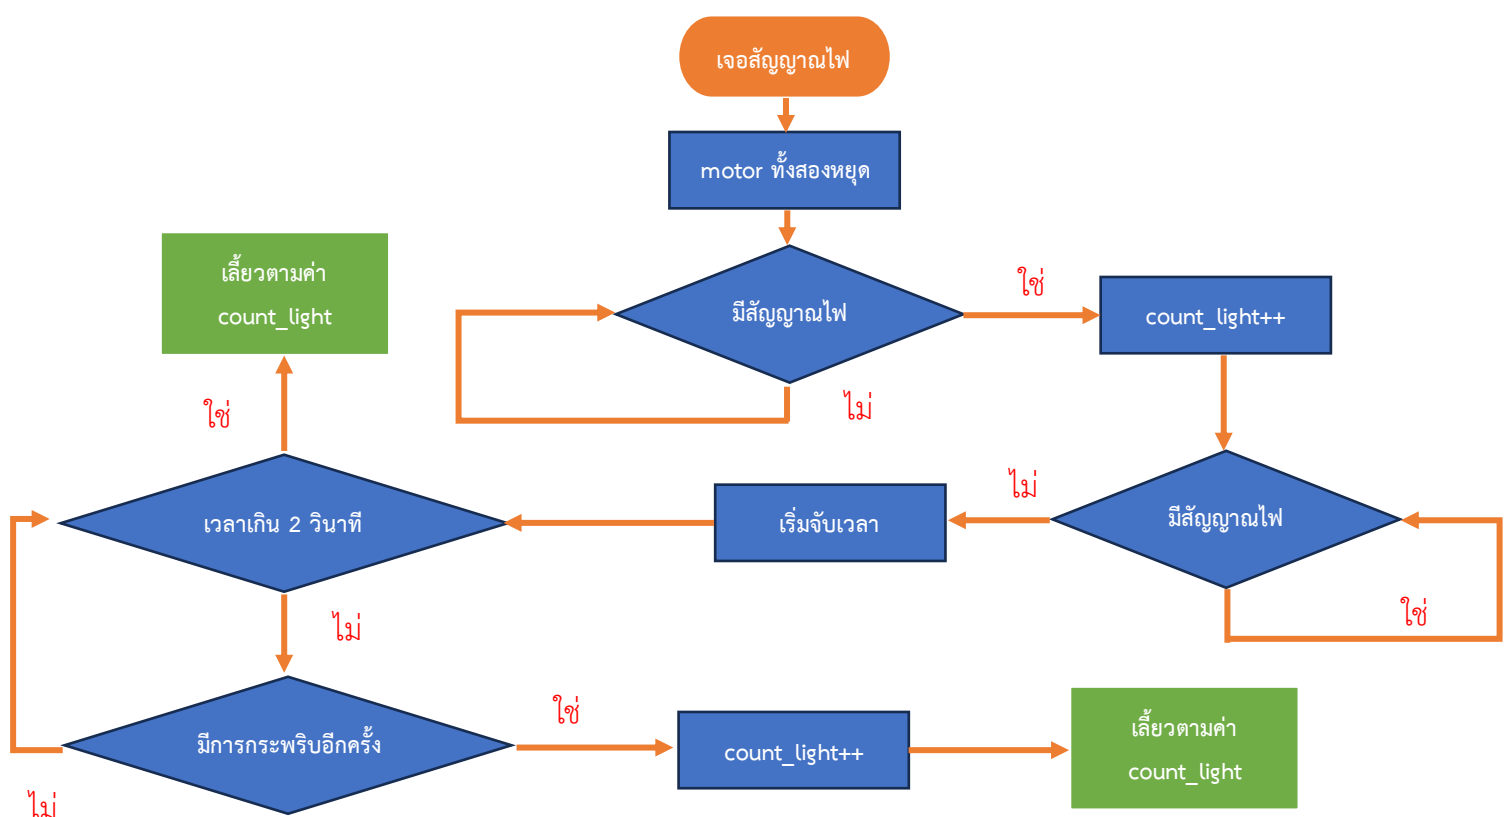 เจอสัญญาณไฟ
motor ทั้งสองหยุด
มีสัญญาณไฟ
ใช่
count_light++
ไม่
มีสัญญาณไฟ
ใช่
ไม่
เริ่มจับเวลา
เวลาเกิน 2 วินาที
ใช่
เลี้ยวตามค่า
count_light
ไม่
มีการกระพริบอีกครั้ง
ไม่
ใช่
count_light++
เลี้ยวตามค่า
count_light